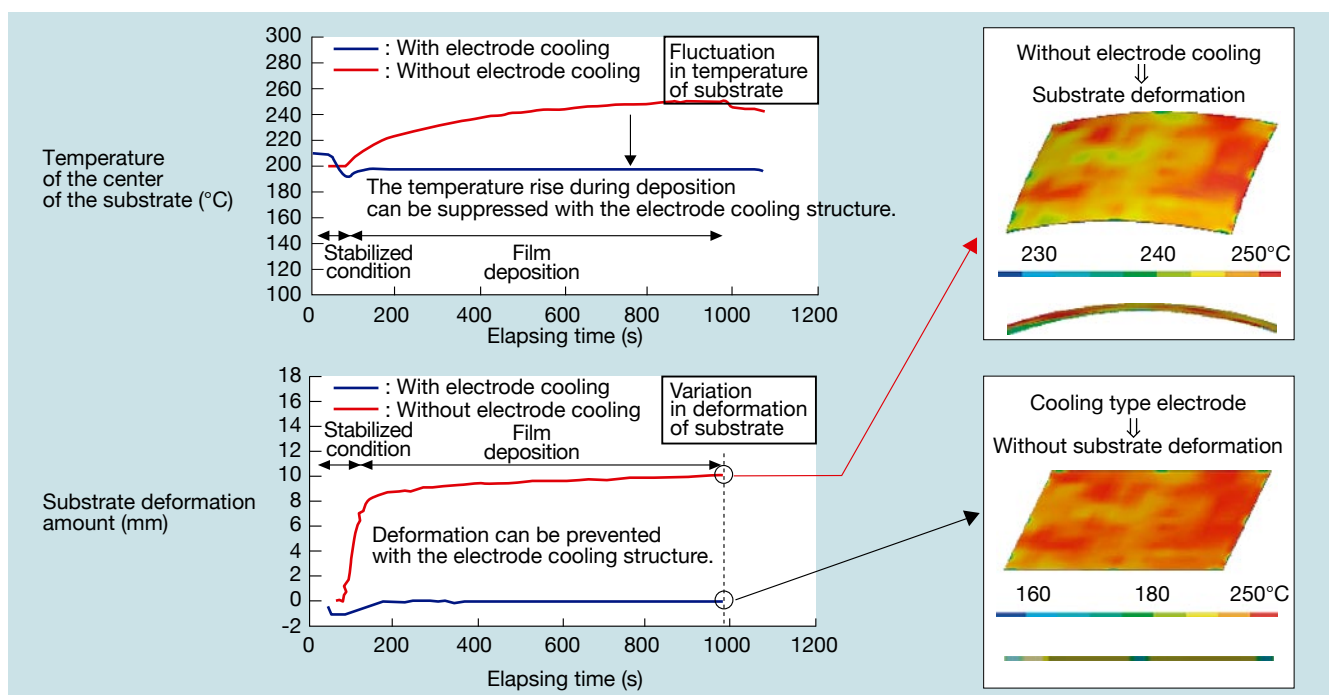 300
280
260
240
220
200
180
160
140
120
100
: With electrode cooling
: Without electrode cooling
Fluctuation
in temperature
of substrate
Temperature
of the center
of the substrate (°C)
The temperature rise during deposition
can be suppressed with the electrode cooling structure.
Stabilized
condition
Film
deposition
0 200 400 600 800 1000 1200
Elapsing time (s)
18
16
14
12
10
8
6
4
2
0
-2
: With electrode cooling
: Without electrode cooling
Variation
in deformation
of substrate
Stabilized
condition
Film
deposition
Substrate deformation
amount (mm)
Deformation can be prevented
with the electrode cooling structure.
0 200 400 600 800 1000 1200
Elapsing time (s)
Without electrode cooling
⇓
Substrate deformation
230 240 250°C
Cooling type electrode
⇓
Without substrate deformation
160 180 250°C